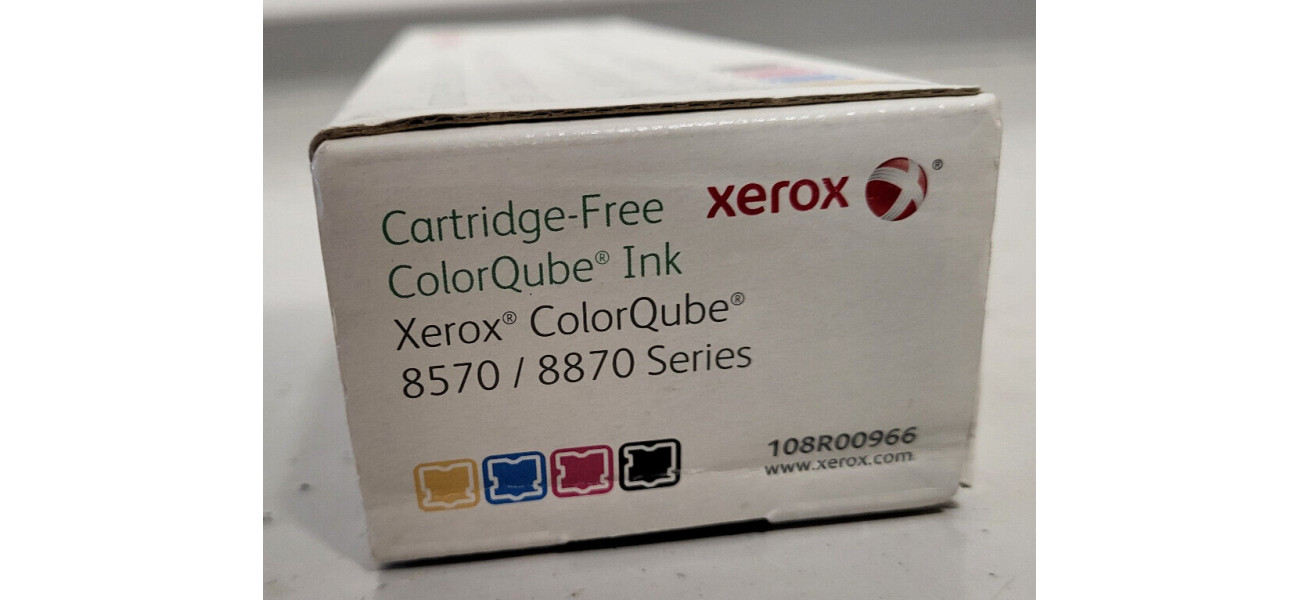 Cartridge-Free
ColorQube® Ink
Xerox® ColorQube®
8570 / 8870 Series
xerox ®
108R00966
www.xerox.com